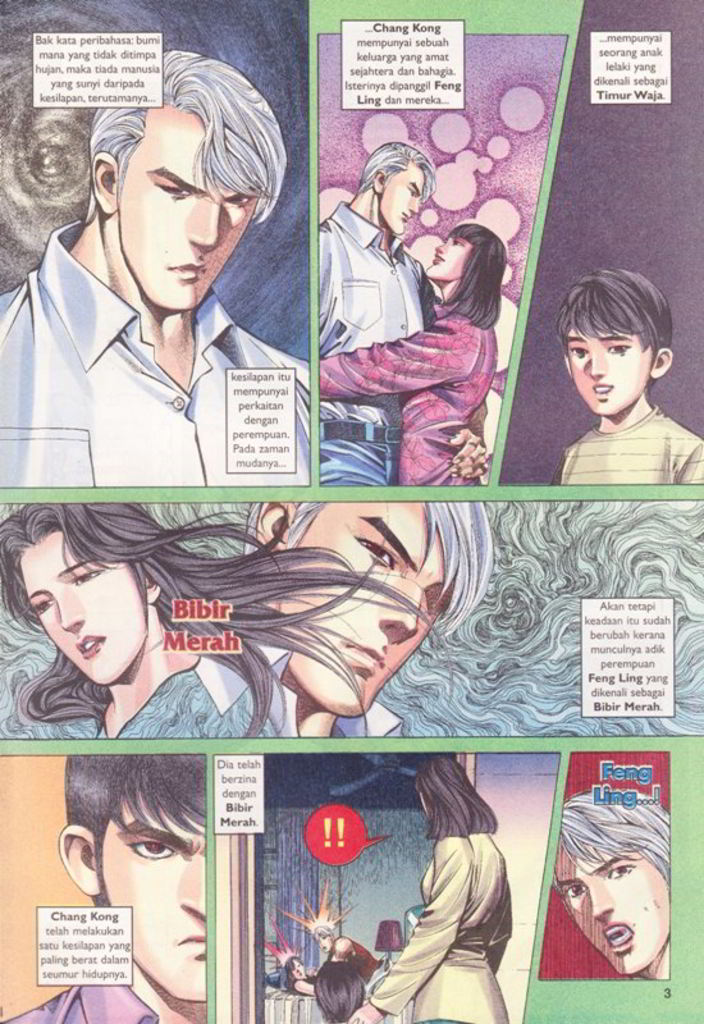 Bak kata peribahasa: bumi
mana yang tidak ditimpa
hujan, maka tiada manusia
yang sunyi daripada
kesilapan, terutamanya...
kesilapan itu
mempunyai
perkaitan
dengan
perempuan.
Pada zaman
mudanya...
...Chang Kong
mempunyai sebuah
keluarga yang amat
sejahtera dan bahagia.
Isterinya dipanggil Feng
Ling dan mereka...
...mempunyai
seorang anak
lelaki yang
dikenali sebagai
Timur Waja.
Bibir
Merah
Akan tetapi
keadaan itu sudah
berubah kerana
munculnya adik
perempuan
Feng Ling yang
dikenali sebagai
Bibir Merah.
Chang Kong
telah melakukan
satu kesilapan yang
paling berat dalam
seumur hidupnya.
Dia telah
berzina
dengan
Bibir
Merah.
!!
Feng
Ling...!
3